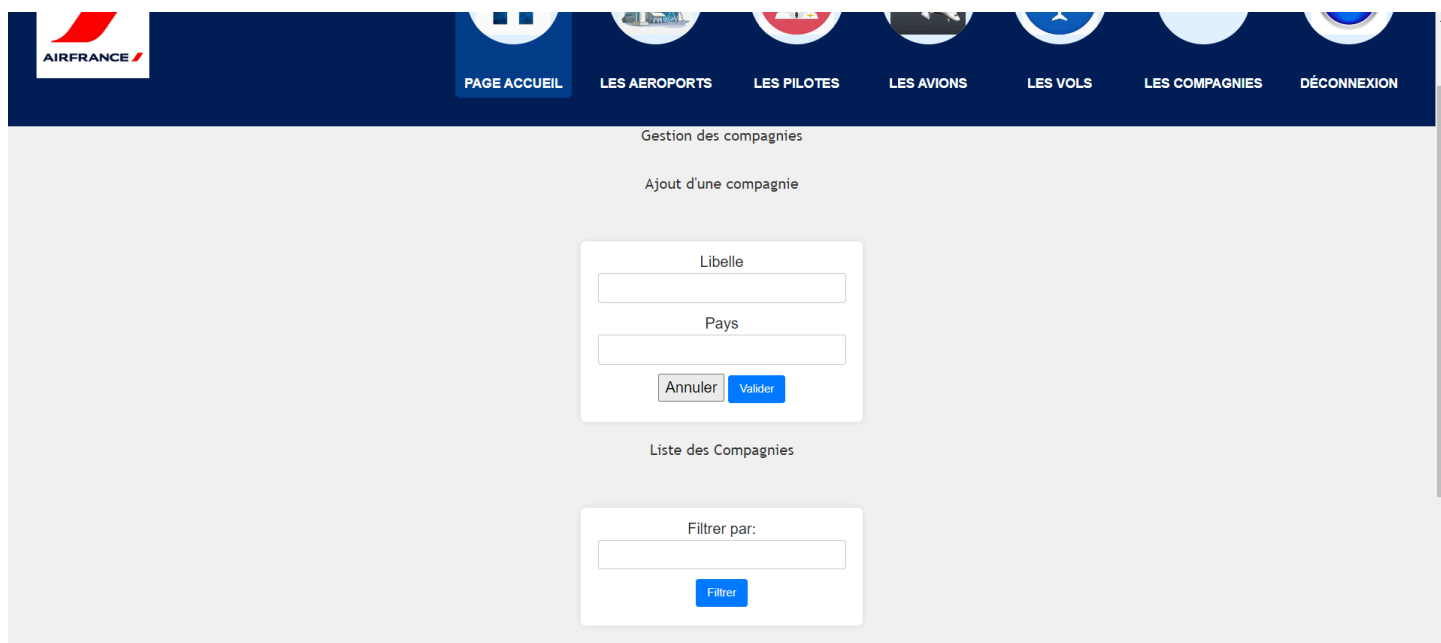 AIRFRANCE
PAGE ACCUEIL LES AEROPORTS LES PILOTES LES AVIONS LES VOLS LES COMPAGNIES DÉCONNEXION
Gestion des compagnies
Ajout d'une compagnie
Libelle
Pays
Annuler Valider
Liste des Compagnies
Filtrer par:
Filtrer